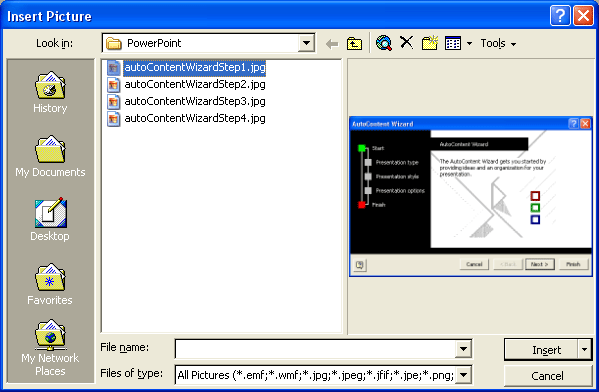 Insert Picture
Look in: PowerPoint Tools
History
My Documents
Desktop
Favorites
My Network
Places
autoContentWizardStep1.jpg
autoContentWizardStep2.jpg
autoContentWizardStep3.jpg
autoContentWizardStep4.jpg
AutoContent Wizard
Start
Presentation type
Presentation style
Presentation options
Finish
AutoContent Wizard
The AutoContent Wizard gets you started by
providing ideas and an organization for your
presentation.
Cancel < Back Next > Finish
File name: Insert
Files of type: All Pictures (*.emf;*.wmf;*.jpg;*.jpeg;*.jfif;*.jpe;*.png; Cancel